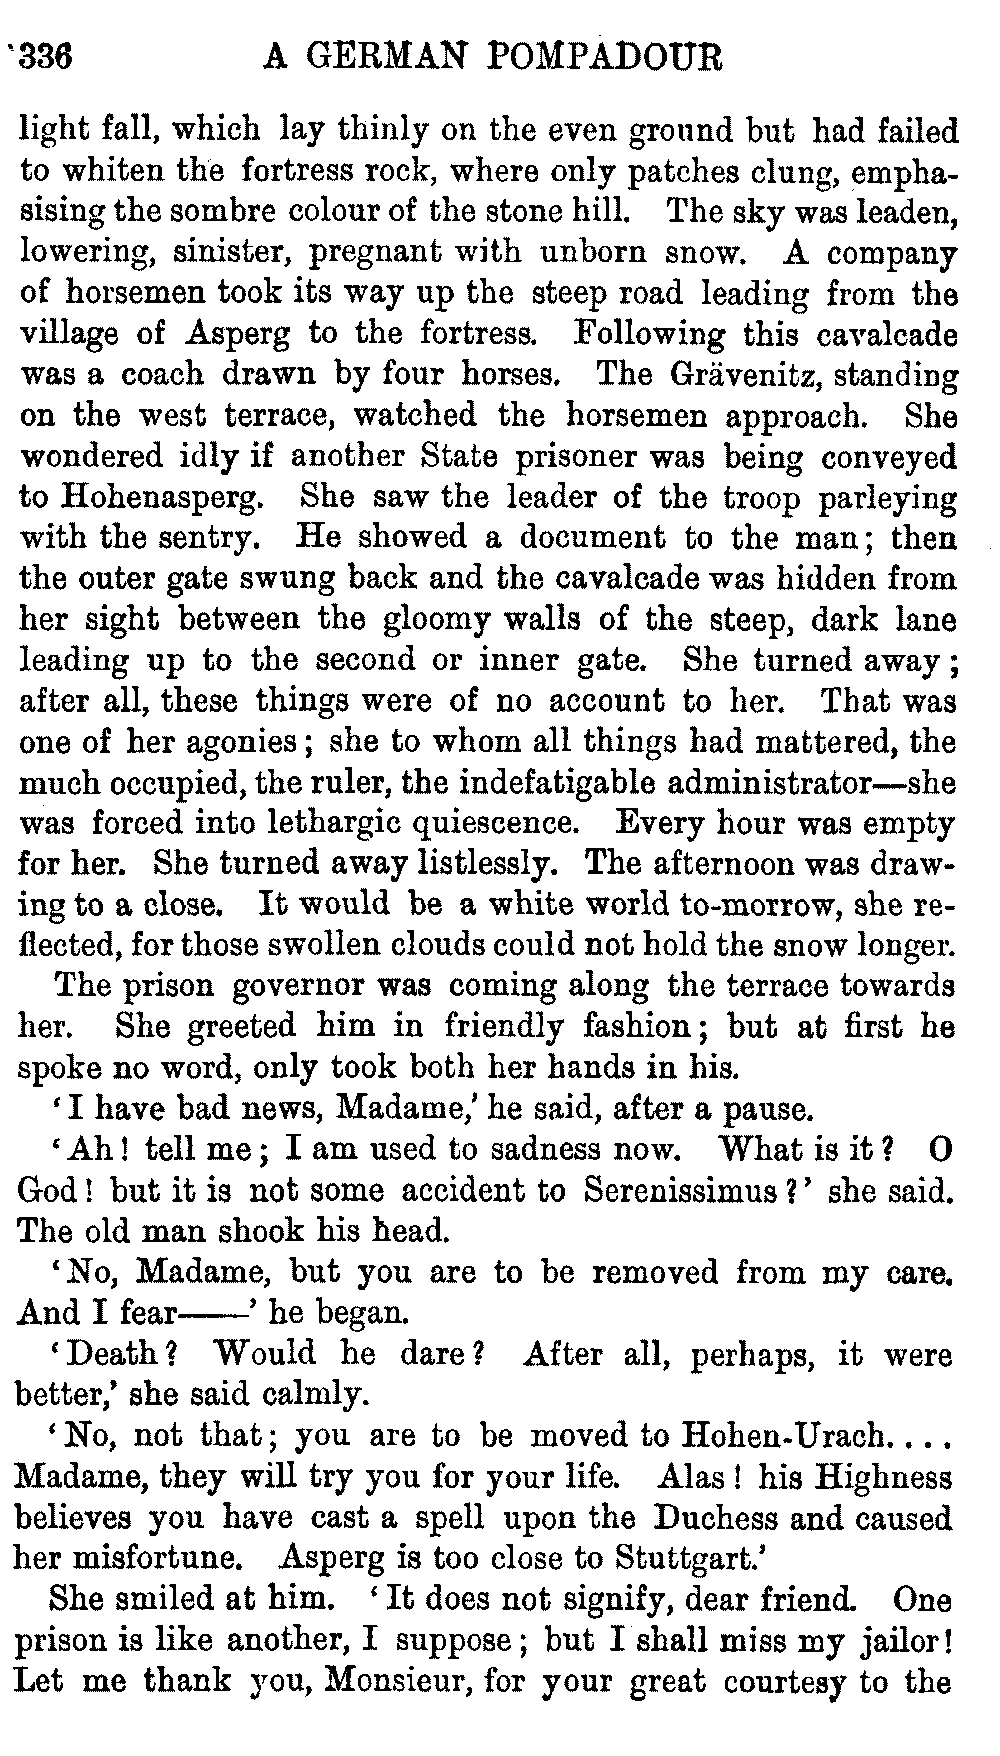 336 A GERMAN POMPADOUR
light fall, which lay thinly on the even ground but had failed
to whiten the fortress rock, where only patches clung, empha-
sising the sombre colour of the stone hill. The sky was leaden,
lowering, sinister, pregnant with unborn snow. A company
of horsemen took its way up the steep road leading from the
village of Asperg to the fortress. Following this cavalcade
was a coach drawn by four horses. The Grävenitz, standing
on the west terrace, watched the horsemen approach. She
wondered idly if another State prisoner was being conveyed
to Hohenasperg. She saw the leader of the troop parleying
with the sentry. He showed a document to the man; then
the outer gate swung back and the cavalcade was hidden from
her sight between the gloomy walls of the steep, dark lane
leading up to the second or inner gate. She turned away;
after all, these things were of no account to her. That was
one of her agonies; she to whom all things had mattered, the
much occupied, the ruler, the indefatigable administrator—she
was forced into lethargic quiescence. Every hour was empty
for her. She turned away listlessly. The afternoon was draw-
ing to a close. It would be a white world to-morrow, she re-
flected, for those swollen clouds could not hold the snow longer.
The prison governor was coming along the terrace towards
her. She greeted him in friendly fashion; but at first he
spoke no word, only took both her hands in his.
‘I have bad news, Madame,’ he said, after a pause.
‘Ah! tell me; I am used to sadness now. What is it? O
God! but it is not some accident to Serenissimus?’ she said.
The old man shook his head.
‘No, Madame, but you are to be removed from my care.
And I fear——’ he began.
‘Death? Would he dare? After all, perhaps, it were
better,’ she said calmly.
‘No, not that; you are to be moved to Hohen-Urach....
Madame, they will try you for your life. Alas! his Highness
believes you have cast a spell upon the Duchess and caused
her misfortune. Asperg is too close to Stuttgart.’
She smiled at him. ‘It does not signify, dear friend. One
prison is like another, I suppose; but I shall miss my jailor!
Let me thank you, Monsieur, for your great courtesy to the